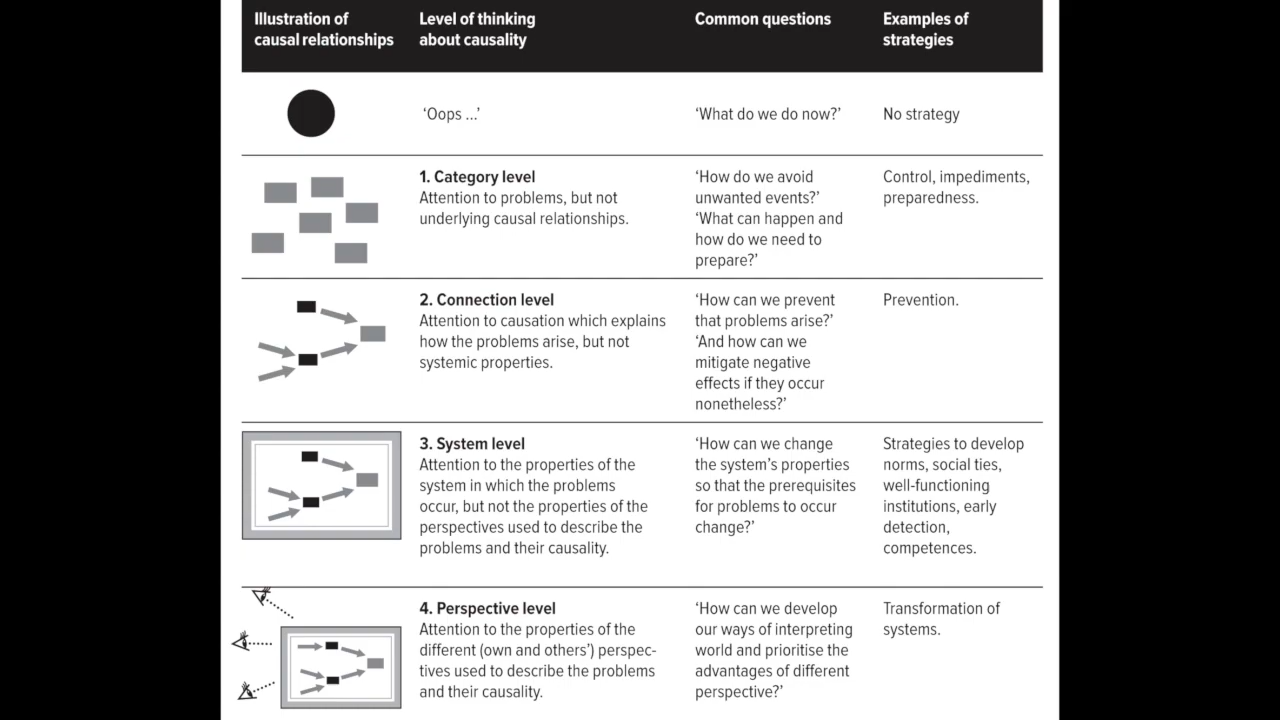 Illustration of
causal relationships
Level of thinking
about causality
Common questions
Examples of
strategies
‘Oops ...’
‘What do we do now?’
No strategy
1. Category level
Attention to problems, but not
underlying causal relationships.
‘How do we avoid
unwanted events?’
‘What can happen and
how do we need to
prepare?’
Control, impediments,
preparedness.
2. Connection level
Attention to causation which explains
how the problems arise, but not
systemic properties.
‘How can we prevent
that problems arise?’
‘And how can we
mitigate negative
effects if they occur
nonetheless?’
Prevention.
3. System level
Attention to the properties of the
system in which the problems
occur, but not the properties of the
perspectives used to describe the
problems and their causality.
‘How can we change
the system’s properties
so that the prerequisites
for problems to occur
change?’
Strategies to develop
norms, social ties,
well-functioning
institutions, early
detection,
competences.
4. Perspective level
Attention to the properties of the
different (own and others’) perspec-
tives used to describe the problems
and their causality.
‘How can we develop
our ways of interpreting
world and prioritise the
advantages of different
perspective?’
Transformation of
systems.